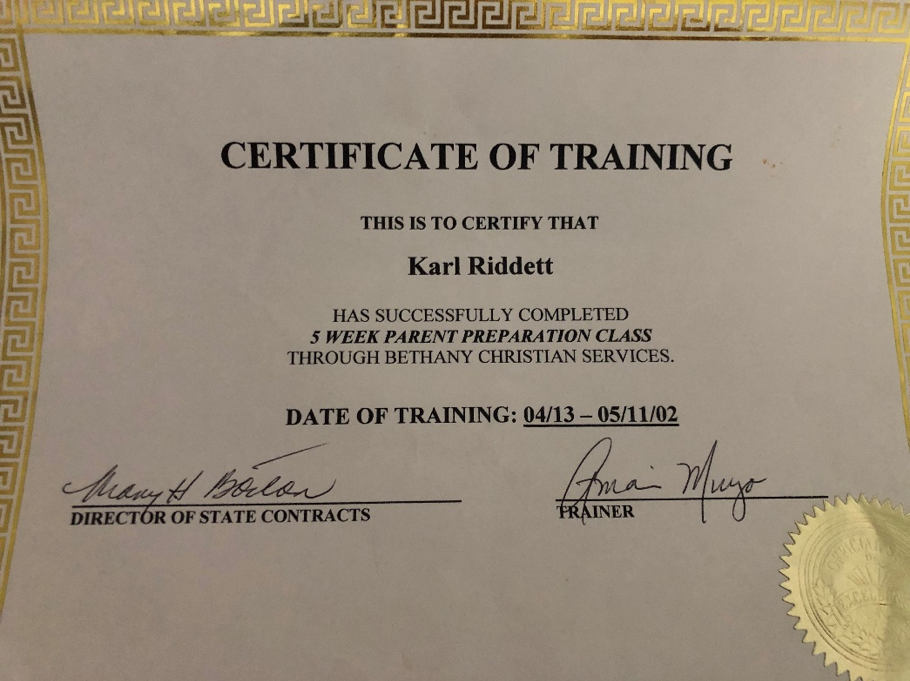 CERTIFICATE OF TRAINING
THIS IS TO CERTIFY THAT
Karl Riddett
HAS SUCCESSFULLY COMPLETED
5 WEEK PARENT PREPARATION CLASS
THROUGH BETHANY CHRISTIAN SERVICES.
DATE OF TRAINING: 04/13 – 05/11/02
Mary H
DIRECTOR OF STATE CONTRACTS
TRAINER